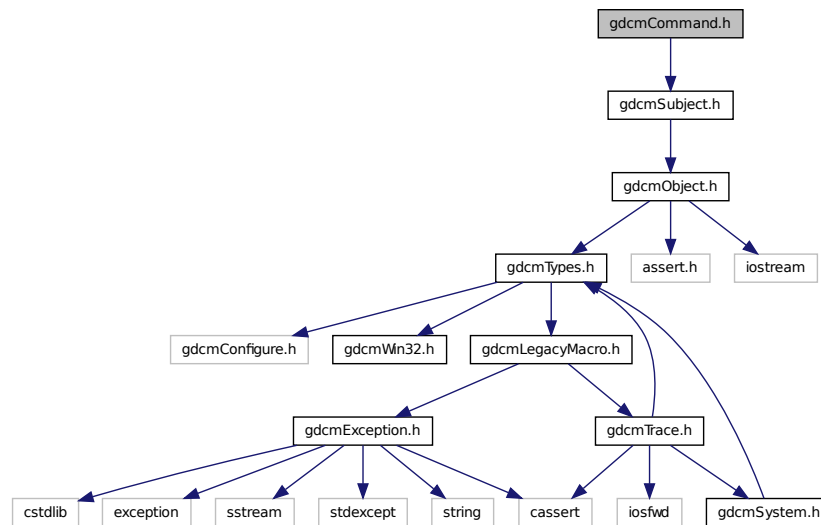 gdcmCommand.h
gdcmSubject.h
gdcmObject.h
gdcmTypes.h
assert.h
iostream
gdcmConfigure.h
gdcmWin32.h
gdcmLegacyMacro.h
gdcmException.h
gdcmTrace.h
cstdlib
exception
sstream
stdexcept
string
cassert
iosfwd
gdcmSystem.h